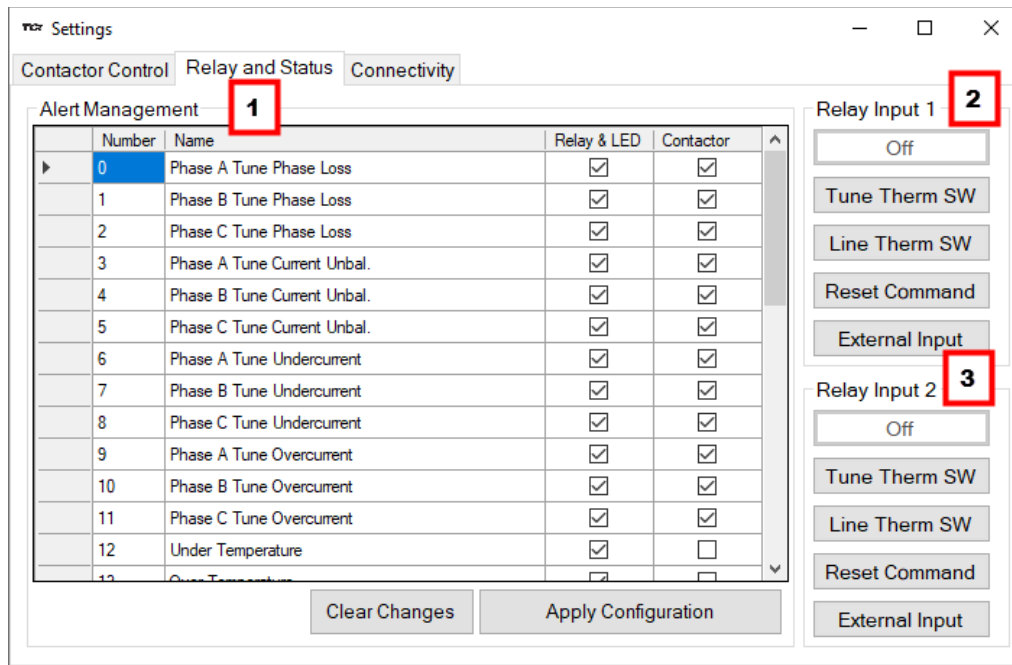 TCI Settings
Contactor Control Relay and Status Connectivity
Alert Management 1
Number Name Relay & LED Contactor
0 Phase A Tune Phase Loss
1 Phase B Tune Phase Loss
2 Phase C Tune Phase Loss
3 Phase A Tune Current Unbal.
4 Phase B Tune Current Unbal.
5 Phase C Tune Current Unbal.
6 Phase A Tune Undercurrent
7 Phase B Tune Undercurrent
8 Phase C Tune Undercurrent
9 Phase A Tune Overcurrent
10 Phase B Tune Overcurrent
11 Phase C Tune Overcurrent
12 Under Temperature
13 Over Temperature
Clear Changes Apply Configuration
Relay Input 1 2
Off
Tune Therm SW
Line Therm SW
Reset Command
External Input
Relay Input 2 3
Off
Tune Therm SW
Line Therm SW
Reset Command
External Input